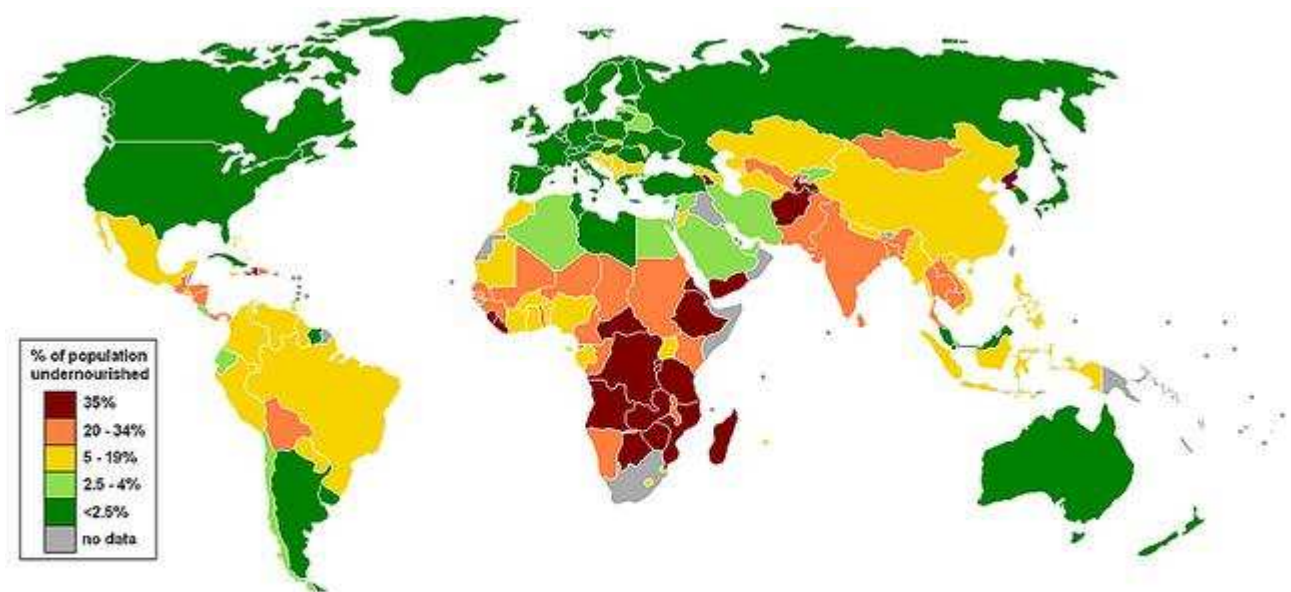 % of population
undernourished
35%
20 - 34%
5 - 19%
2.5 - 4%
<2.5%
no data